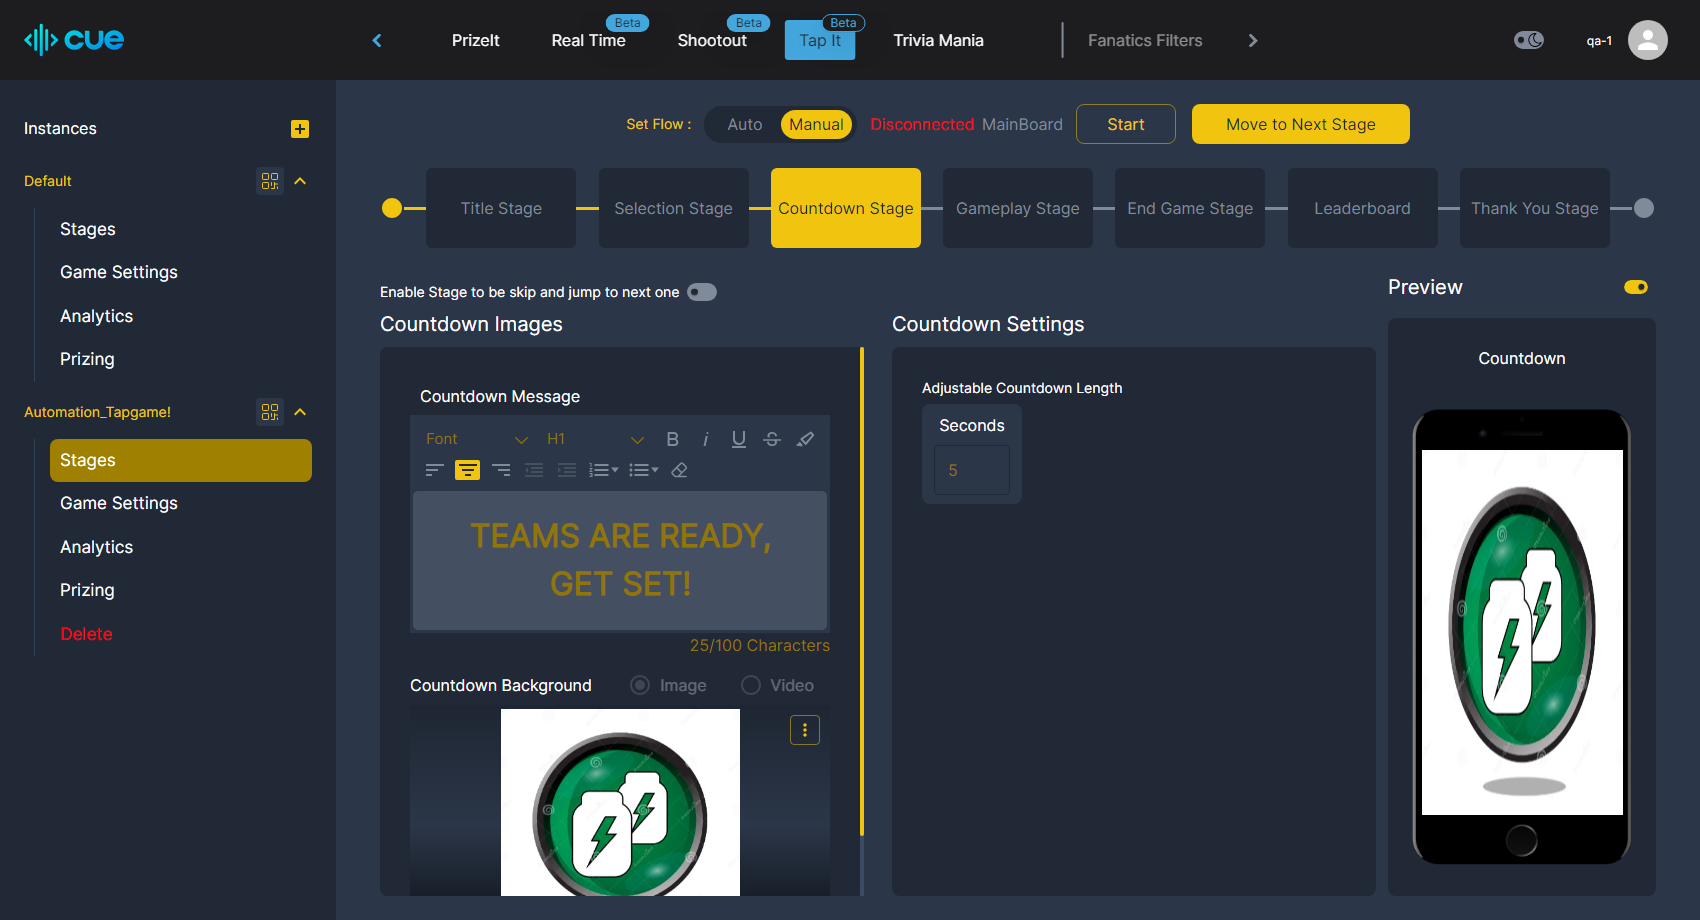 cue
PrizeIt
Real Time
Beta
Shootout
Beta
Tap It
Beta
Trivia Mania
Fanatics Filters
qa-1
Instances
Default
Stages
Game Settings
Analytics
Prizing
Automation_Tapgame!
Stages
Game Settings
Analytics
Prizing
Delete
Set Flow :
Auto
Manual
Disconnected MainBoard
Start
Move to Next Stage
Title Stage
Selection Stage
Countdown Stage
Gameplay Stage
End Game Stage
Leaderboard
Thank You Stage
Enable Stage to be skip and jump to next one
Countdown Images
Countdown Message
Font
H1
B
i
U
S
TEAMS ARE READY,
GET SET!
25/100 Characters
Countdown Background
Image
Video
Countdown Settings
Adjustable Countdown Length
Seconds
5
Preview
Countdown